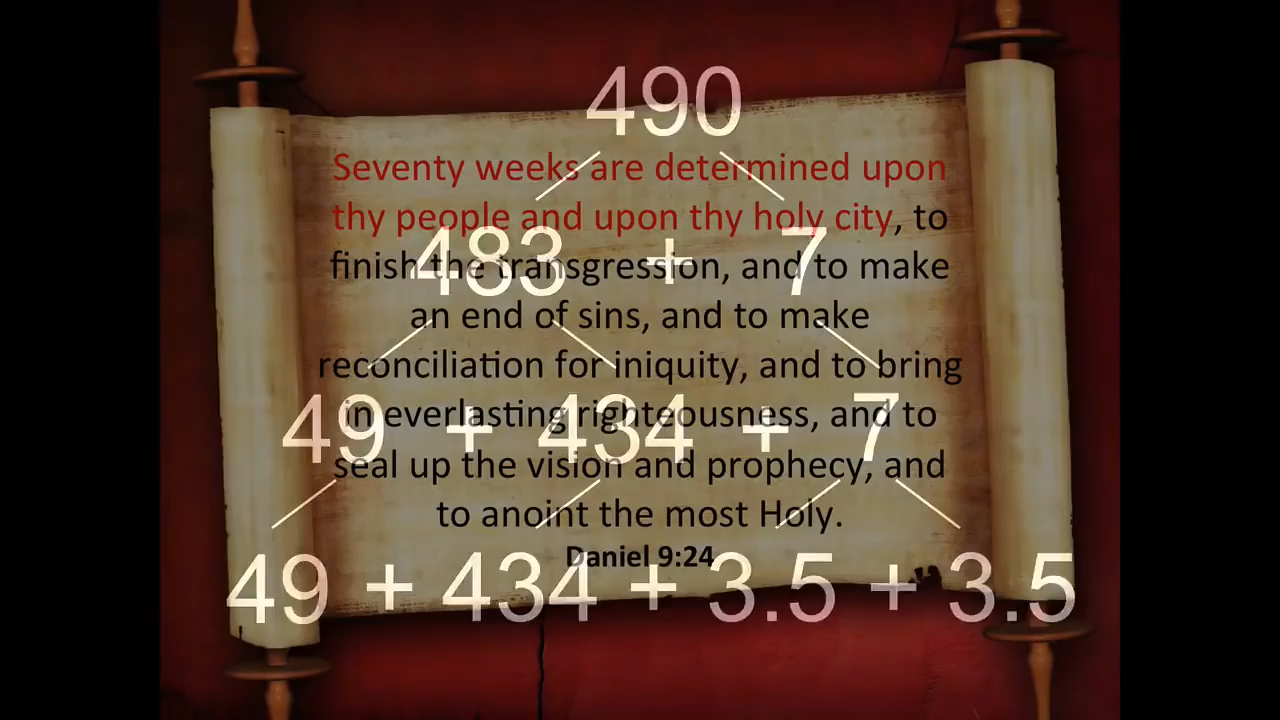 490
Seventy weeks are determined upon
thy people and upon thy holy city, to
483 + 7
finish the transgression, and to make
an end of sins, and to make
reconciliation for iniquity, and to bring
49 + 434 + 7
in everlasting righteousness, and to
seal up the vision and prophecy, and
to anoint the most Holy.
Daniel 9:24
49 + 434 + 3.5 + 3.5